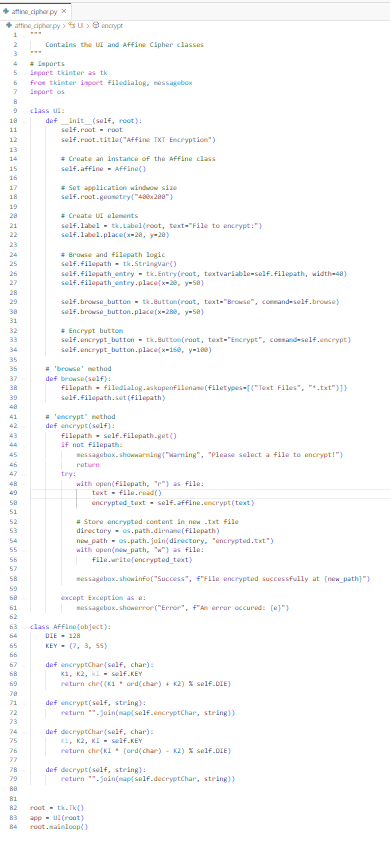 affine_cipher.py ×
affine_cipher.py > UI > encrypt
1 """
2 Contains the UI and Affine Cipher classes
3 """
4 # imports
5 import tkinter as tk
6 from tkinter import filedialog, messagebox
7 import os
8
9 class UI:
10 def __init__(self, root):
11 self.root = root
12 self.root.title("Affine TXT Encryption")
13
14 # Create an instance of the Affine class
15 self.affine = Affine()
16
17 # Set application windwow size
18 self.root.geometry("400x200")
19
20 # Create UI elements
21 self.label = tk.Label(root, text="File to encrypt:")
22 self.label.place(x=20, y=20)
23
24 # Browse and filepath logic
25 self.filepath = tk.StringVar()
26 self.filepath_entry = tk.Entry(root, textvariable=self.filepath, width=40)
27 self.filepath_entry.place(x=20, y=50)
28
29 self.browse_button = tk.Button(root, text="Browse", command=self.browse)
30 self.browse_button.place(x=280, y=50)
31
32 # Encrypt button
33 self.encrypt_button = tk.Button(root, text="Encrypt", command=self.encrypt)
34 self.encrypt_button.place(x=160, y=100)
35
36 # 'browse' method
37 def browse(self):
38 filepath = filedialog.askopenfilename(filetypes=[("Text Files", "*.txt")])
39 self.filepath.set(filepath)
40
41 # 'encrypt' method
42 def encrypt(self):
43 filepath = self.filepath.get()
44 if not filepath:
45 messagebox.showwarning("Warning", "Please select a file to encrypt!")
46 return
47 try:
48 with open(filepath, "r") as file:
49 text = file.read()
50 encrypted_text = self.affine.encrypt(text)
51
52 # Store encrypted content in new .txt file
53 directory = os.path.dirname(filepath)
54 new_path = os.path.join(directory, "encrypted.txt")
55 with open(new_path, "w") as file:
56 file.write(encrypted_text)
57
58 messagebox.showinfo("Success", f"File encrypted successfully at {new_path}")
59
60 except Exception as e:
61 messagebox.showerror("Error", f"An error occured: {e}")
62
63 class Affine(object):
64 DIE = 128
65 KEY = (7, 3, 55)
66
67 def encryptChar(self, char):
68 K1, K2, kI = self.KEY
69 return chr((K1 * ord(char) + K2) % self.DIE)
70
71 def encrypt(self, string):
72 return "".join(map(self.encryptChar, string))
73
74 def decryptChar(self, char):
75 K1, K2, KI = self.KEY
76 return chr(KI * (ord(char) - K2) % self.DIE)
77
78 def decrypt(self, string):
79 return "".join(map(self.decryptChar, string))
80
81
82 root = tk.Tk()
83 app = UI(root)
84 root.mainloop()